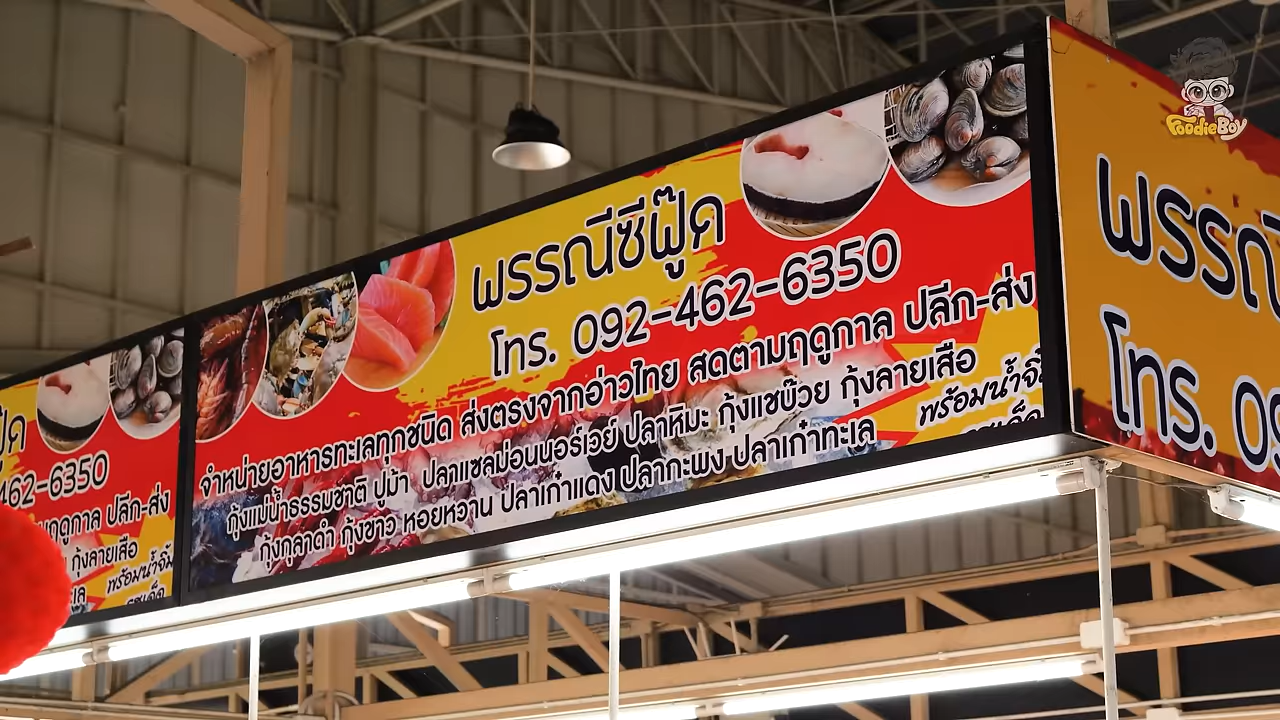 FoodieBoy
พรรณีซีฟู๊ด
โทร. 092-462-6350
จำหน่ายอาหารทะเลทุกชนิด ส่งตรงจากอ่าวไทย สดตามฤดูกาล ปลีก-ส่ง
กุ้งแม่น้ำธรรมชาติ ปูม้า ปลาแซลม่อนนอร์เวย์ ปลาหิมะ กุ้งแชบ๊วย กุ้งลายเสือ
กุ้งกุลาดำ กุ้งขาว หอยหวาน ปลาเก๋าแดง ปลากะพง ปลาเก๋าทะเล
พร้อมน้ำจิ้ม
462-6350
ฤดูกาล ปลีก-ส่ง
กุ้งลายเสือ
พร้อมน้ำจิ้ม
พรรณี
โทร. 09